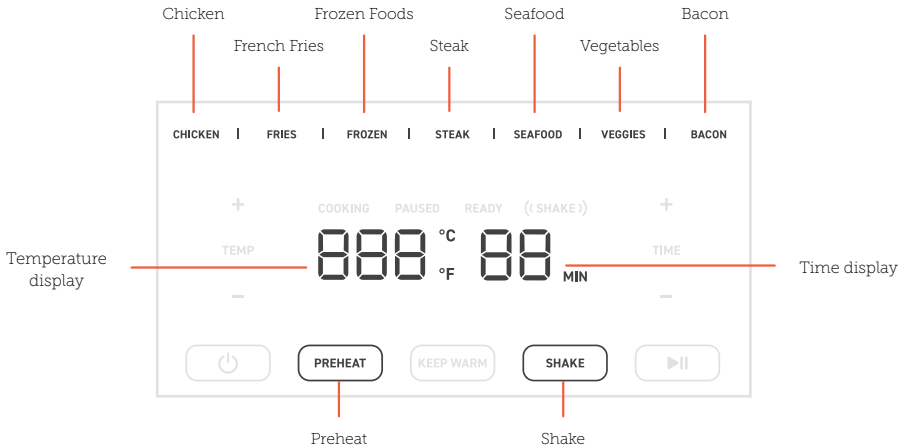 Chicken Frozen Foods Seafood Bacon
French Fries Steak Vegetables
CHICKEN | FRIES | FROZEN | STEAK | SEAFOOD | VEGGIES | BACON
+ COOKING PAUSED READY ((SHAKE)) +
TEMP 888 °C °F 88 MIN TIME
Temperature
display
Time display
− −
PREHEAT KEEP WARM SHAKE
Preheat Shake